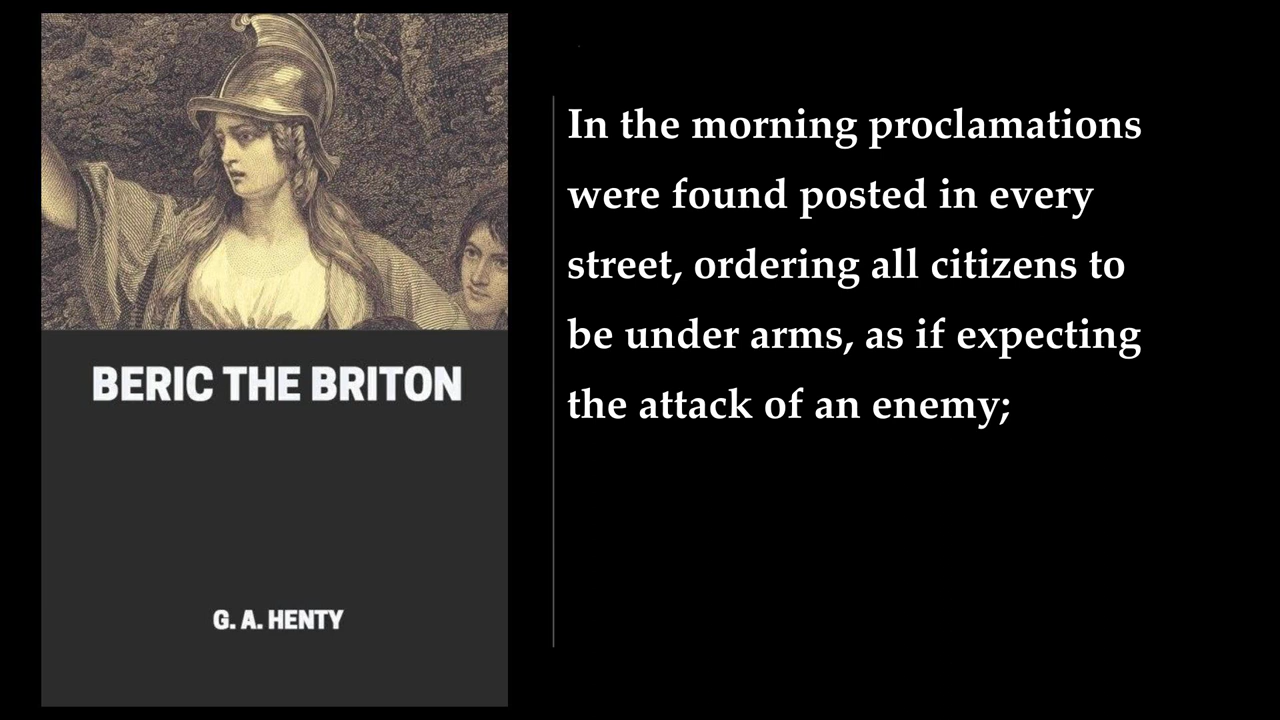 BERIC THE BRITON
G. A. HENTY
In the morning proclamations
were found posted in every
street, ordering all citizens to
be under arms, as if expecting
the attack of an enemy;